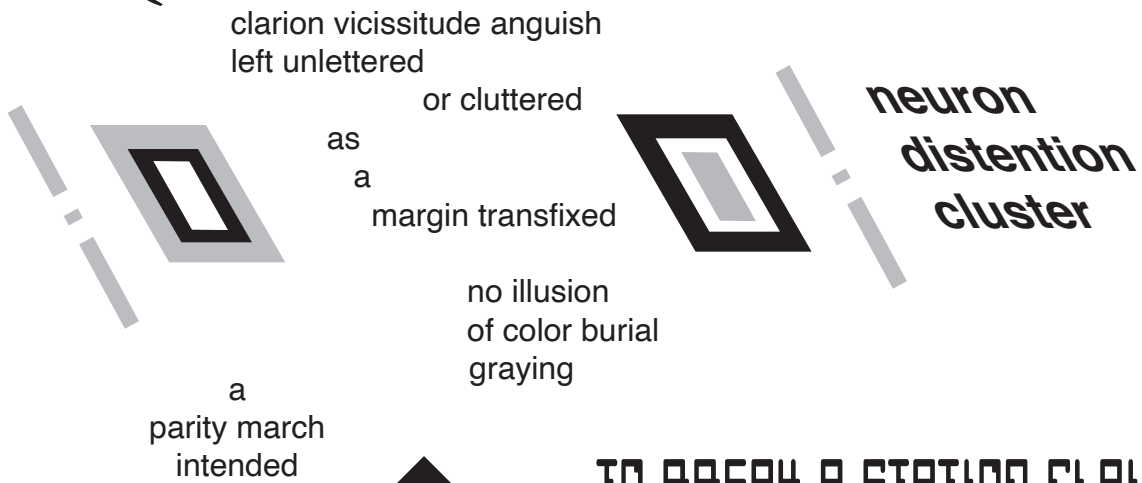 clarion vicissitude anguish
left unlettered
or cluttered
as
a
margin transfixed
neuron
distention
cluster
no illusion
of color burial
graying
a
parity march
intended